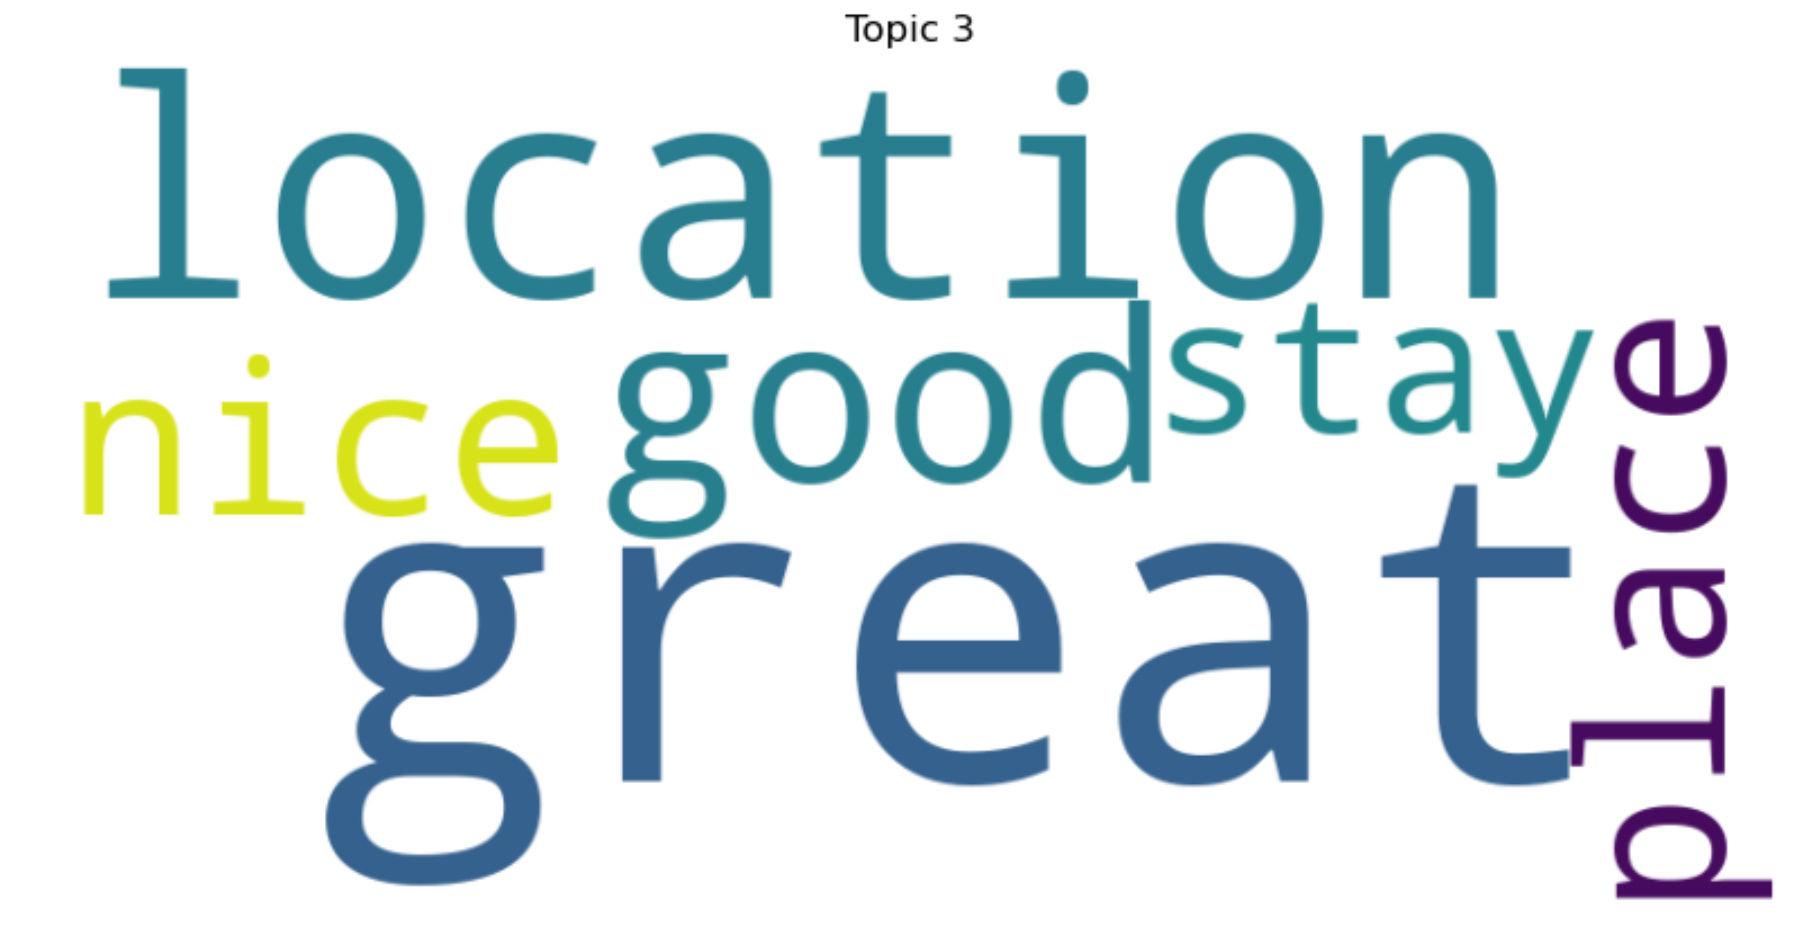 Topic 3
location
nice good stay
great
place